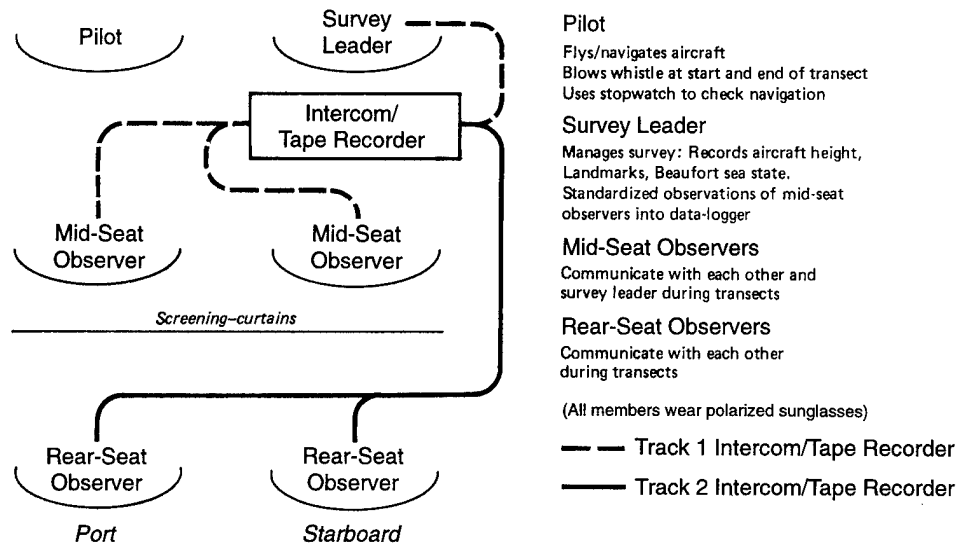 Pilot
Survey
Leader
Intercom/
Tape Recorder
Mid-Seat
Observer
Mid-Seat
Observer
Screening-curtains
Rear-Seat
Observer
Rear-Seat
Observer
Port
Starboard
Pilot
Flys/navigates aircraft
Blows whistle at start and end of transect
Uses stopwatch to check navigation
Survey Leader
Manages survey: Records aircraft height,
Landmarks, Beaufort sea state.
Standardized observations of mid-seat
observers into data-logger
Mid-Seat Observers
Communicate with each other and
survey leader during transects
Rear-Seat Observers
Communicate with each other
during transects
(All members wear polarized sunglasses)
Track 1 Intercom/Tape Recorder
Track 2 Intercom/Tape Recorder